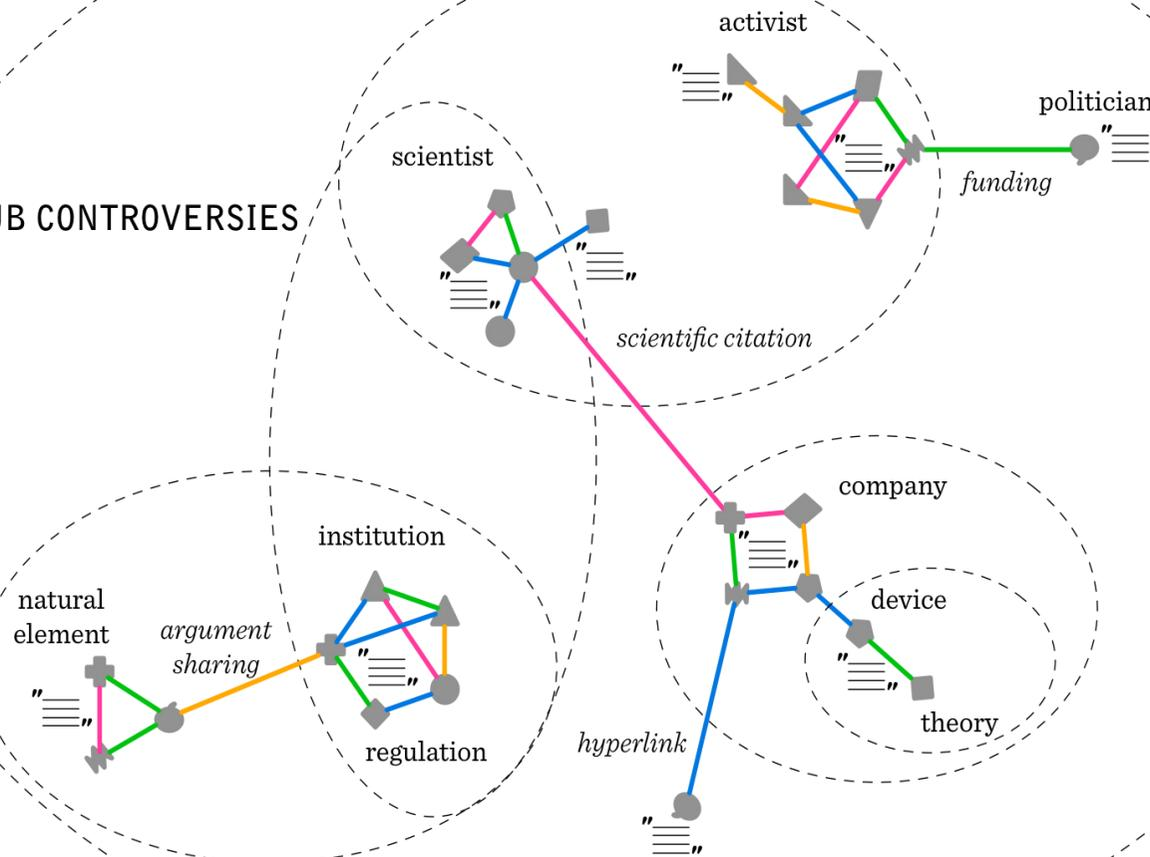 activist
politician
scientist
funding
UB CONTROVERSIES
scientific citation
company
institution
natural
element
argument
sharing
device
theory
regulation
hyperlink